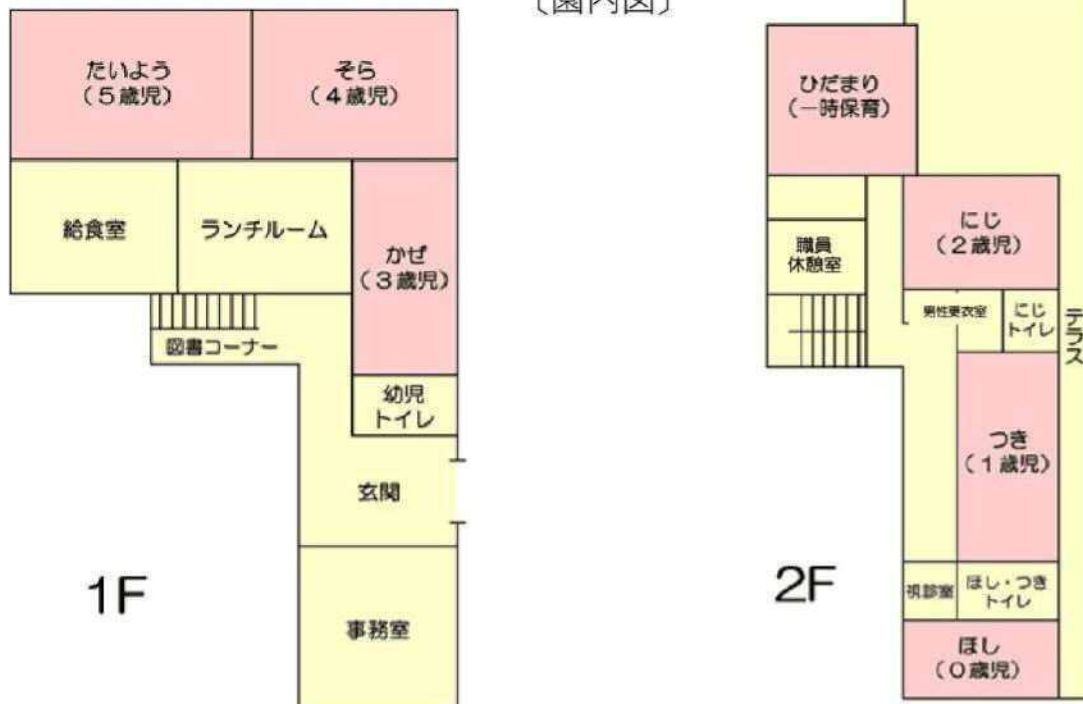 〔園内図〕
たいよう
（５歳児）
そら
（４歳児）
給食室
ランチルーム
かぜ
（３歳児）
図書コーナー
幼児
トイレ
玄関
1F
事務室
ひだまり
（一時保育）
にじ
（２歳児）
職員
休憩室
男性更衣室
にじ
トイレ
テラス
つき
（１歳児）
2F
視診室
ほし・つき
トイレ
ほし
（０歳児）